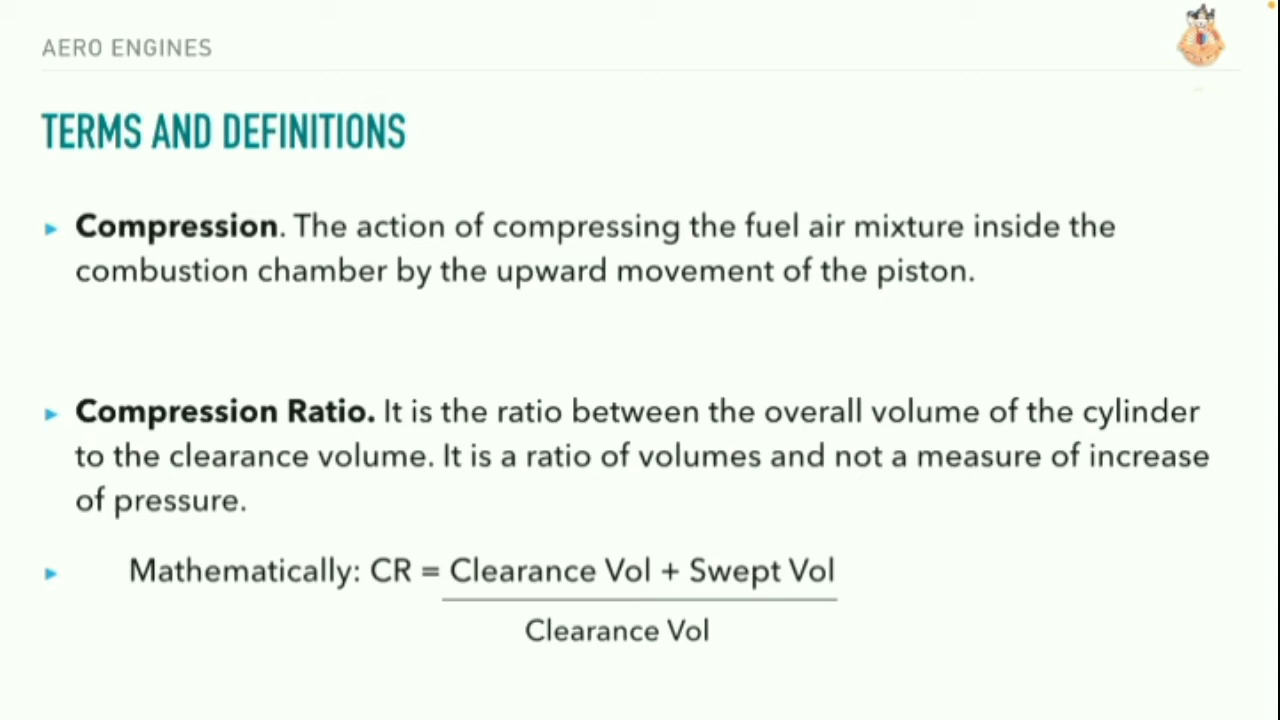 AERO ENGINES
TERMS AND DEFINITIONS
Compression. The action of compressing the fuel air mixture inside the
combustion chamber by the upward movement of the piston.
Compression Ratio. It is the ratio between the overall volume of the cylinder
to the clearance volume. It is a ratio of volumes and not a measure of increase
of pressure.
Mathematically: CR = Clearance Vol + Swept Vol
Clearance Vol